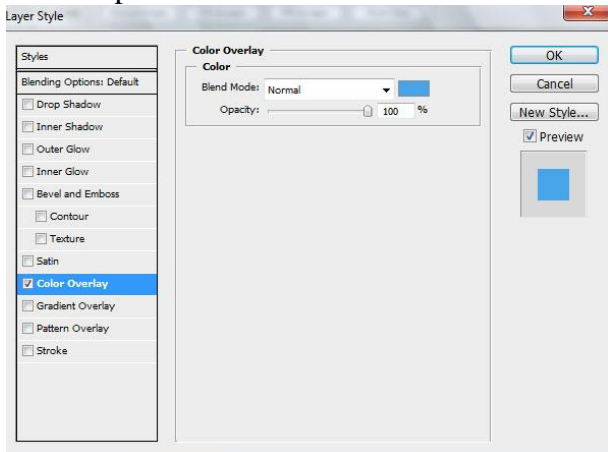 Layer Style
Styles
Blending Options: Default
Drop Shadow
Inner Shadow
Outer Glow
Inner Glow
Bevel and Emboss
Contour
Texture
Satin
Color Overlay
Gradient Overlay
Pattern Overlay
Stroke
Color Overlay
Color
Blend Mode: Normal
Opacity: 100 %
OK
Cancel
New Style...
Preview